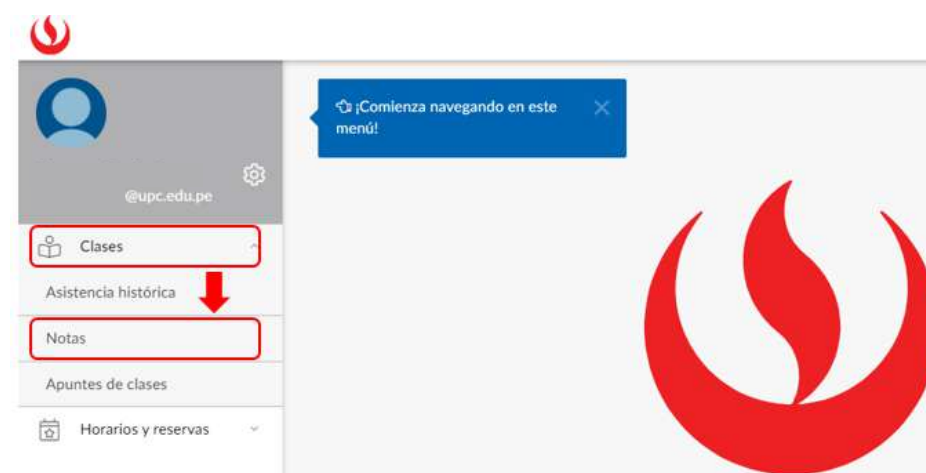 ¡Comienza navegando en este
menú!
@upc.edu.pe
Clases
Asistencia histórica
Notas
Apuntes de clases
Horarios y reservas